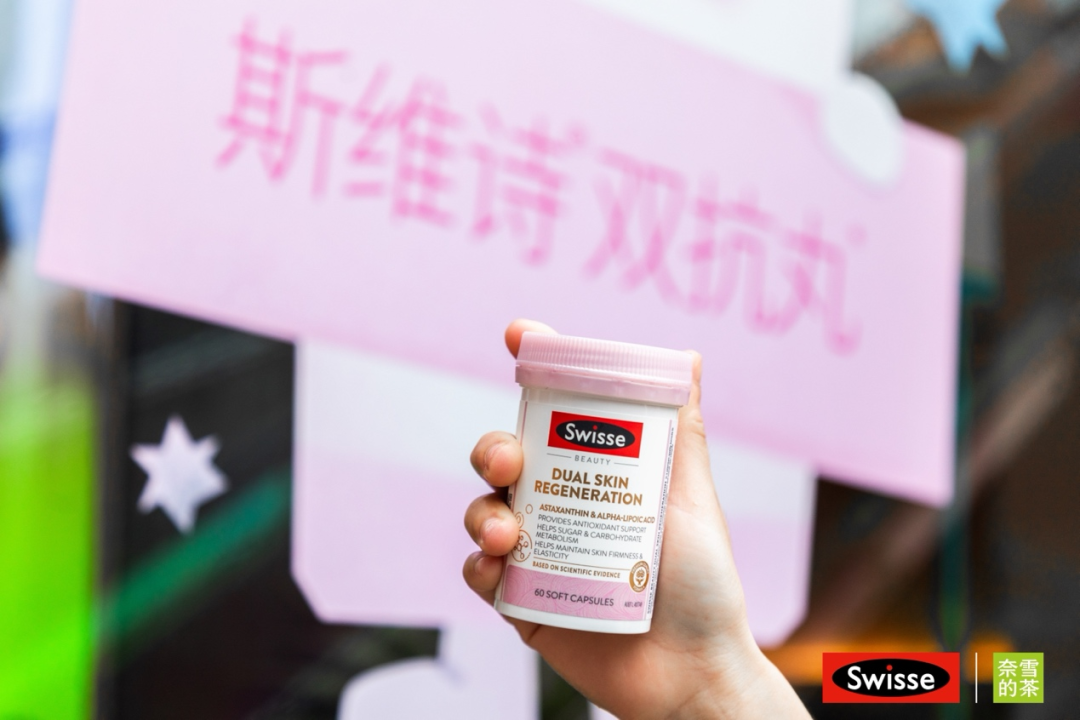 斯维诗®双抗丸
Swisse
BEAUTY
DUAL SKIN
REGENERATION
ASTAXANTHIN & ALPHA-LIPOIC ACID
PROVIDES ANTIOXIDANT SUPPORT
HELPS SUGAR & CARBOHYDRATE
METABOLISM
HELPS MAINTAIN SKIN FIRMNESS &
ELASTICITY
BASED ON SCIENTIFIC EVIDENCE
60 SOFT CAPSULES
Swisse
奈雪
的茶